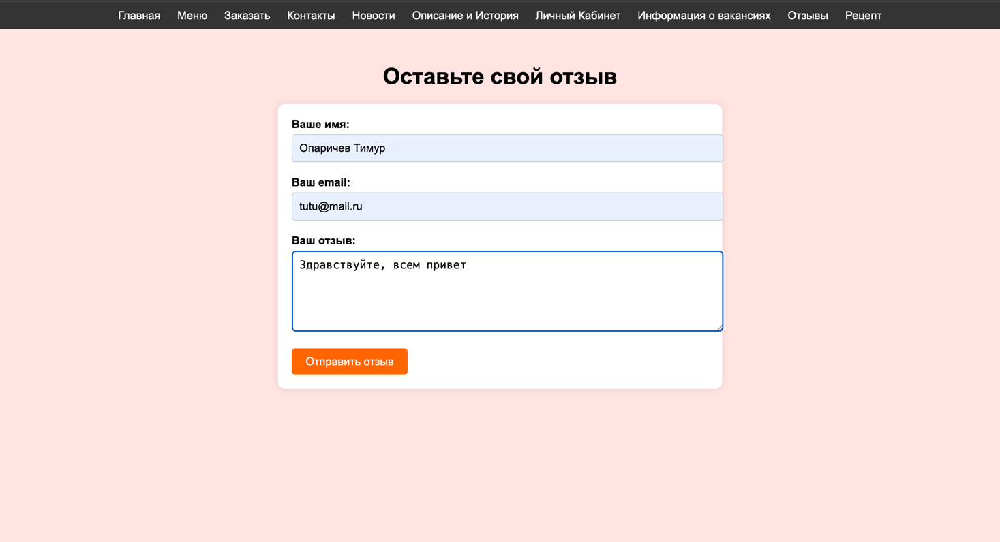 Главная Меню Заказать Контакты Новости Описание и История Личный Кабинет Информация о вакансиях Отзывы Рецепт
Оставьте свой отзыв
Ваше имя:
Опаричев Тимур
Ваш email:
tutu@mail.ru
Ваш отзыв:
Здравствуйте, всем привет
Отправить отзыв